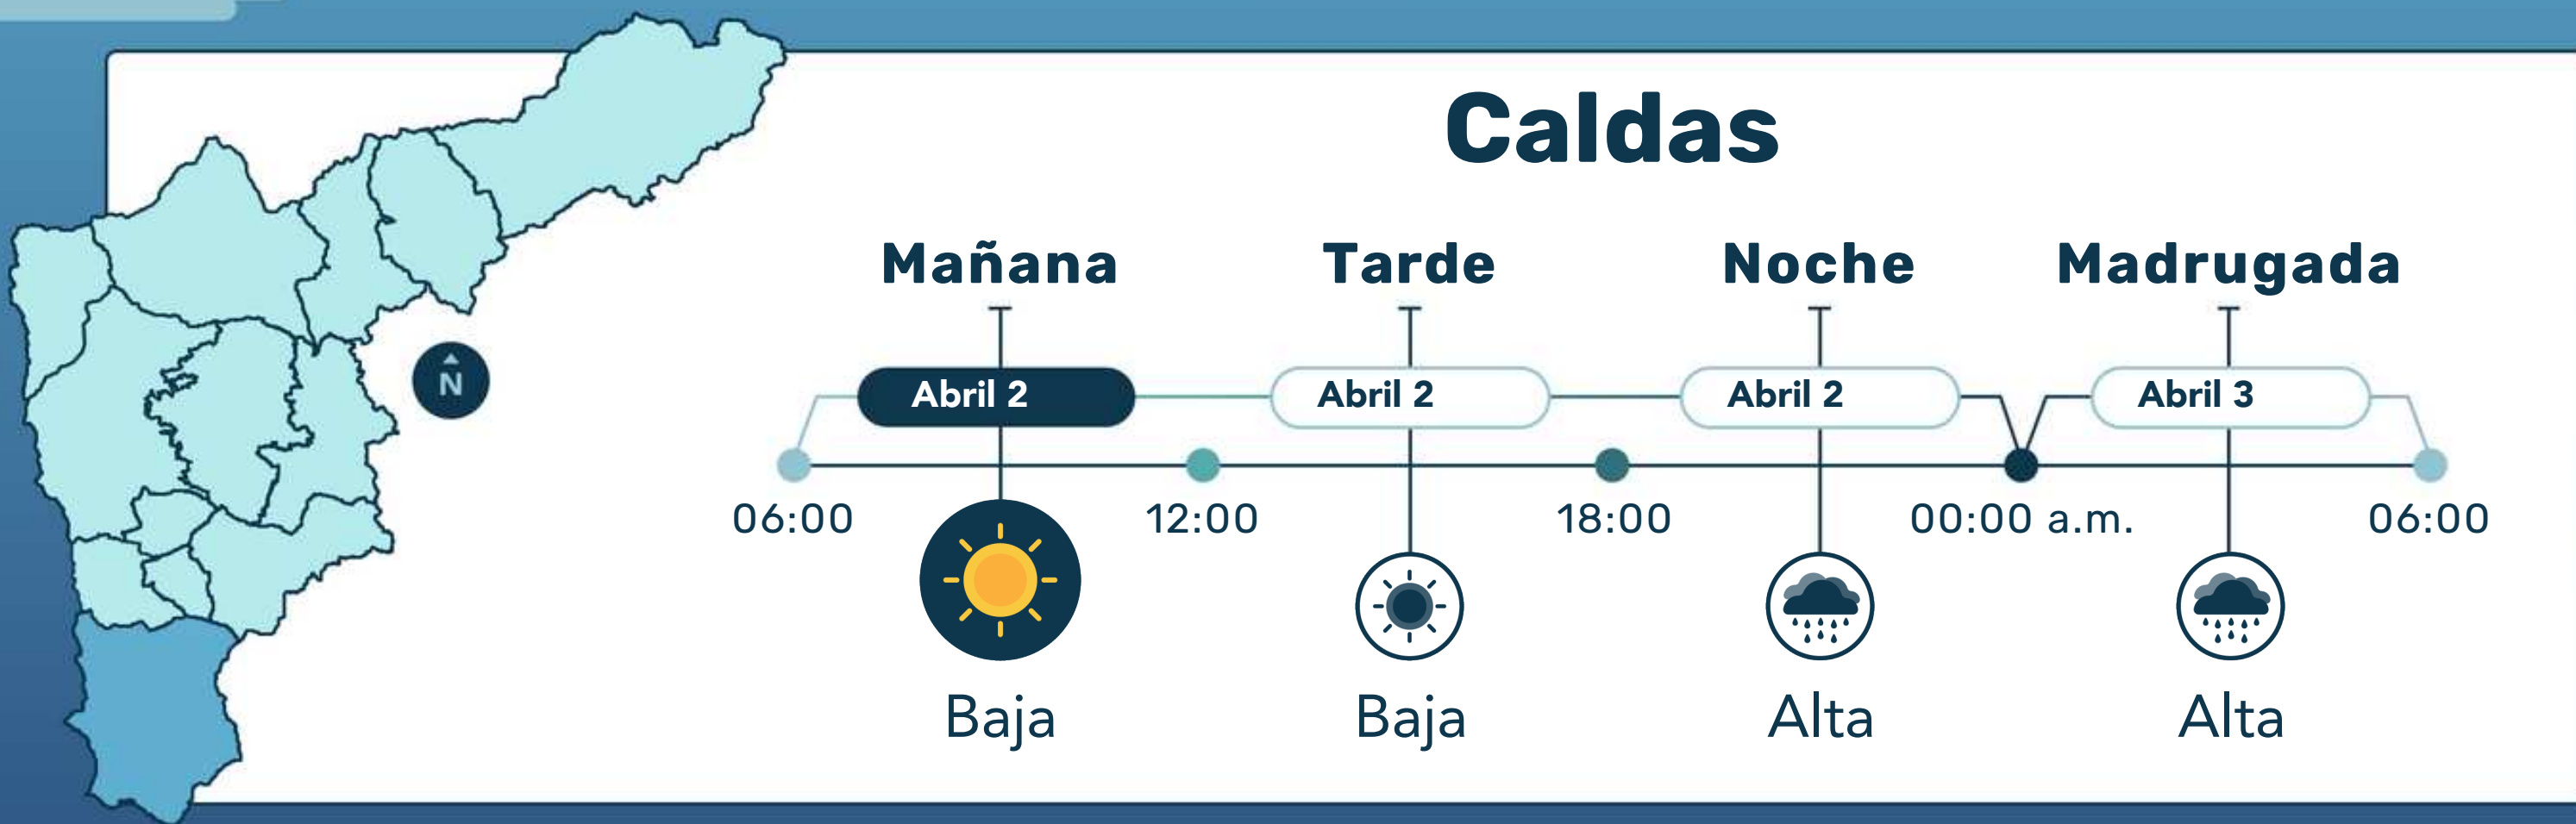 Caldas
Mañana Tarde Noche Madrugada
Abril 2 Abril 2 Abril 2 Abril 3
N
06:00 12:00 18:00 00:00 a.m. 06:00
Baja Baja Alta Alta